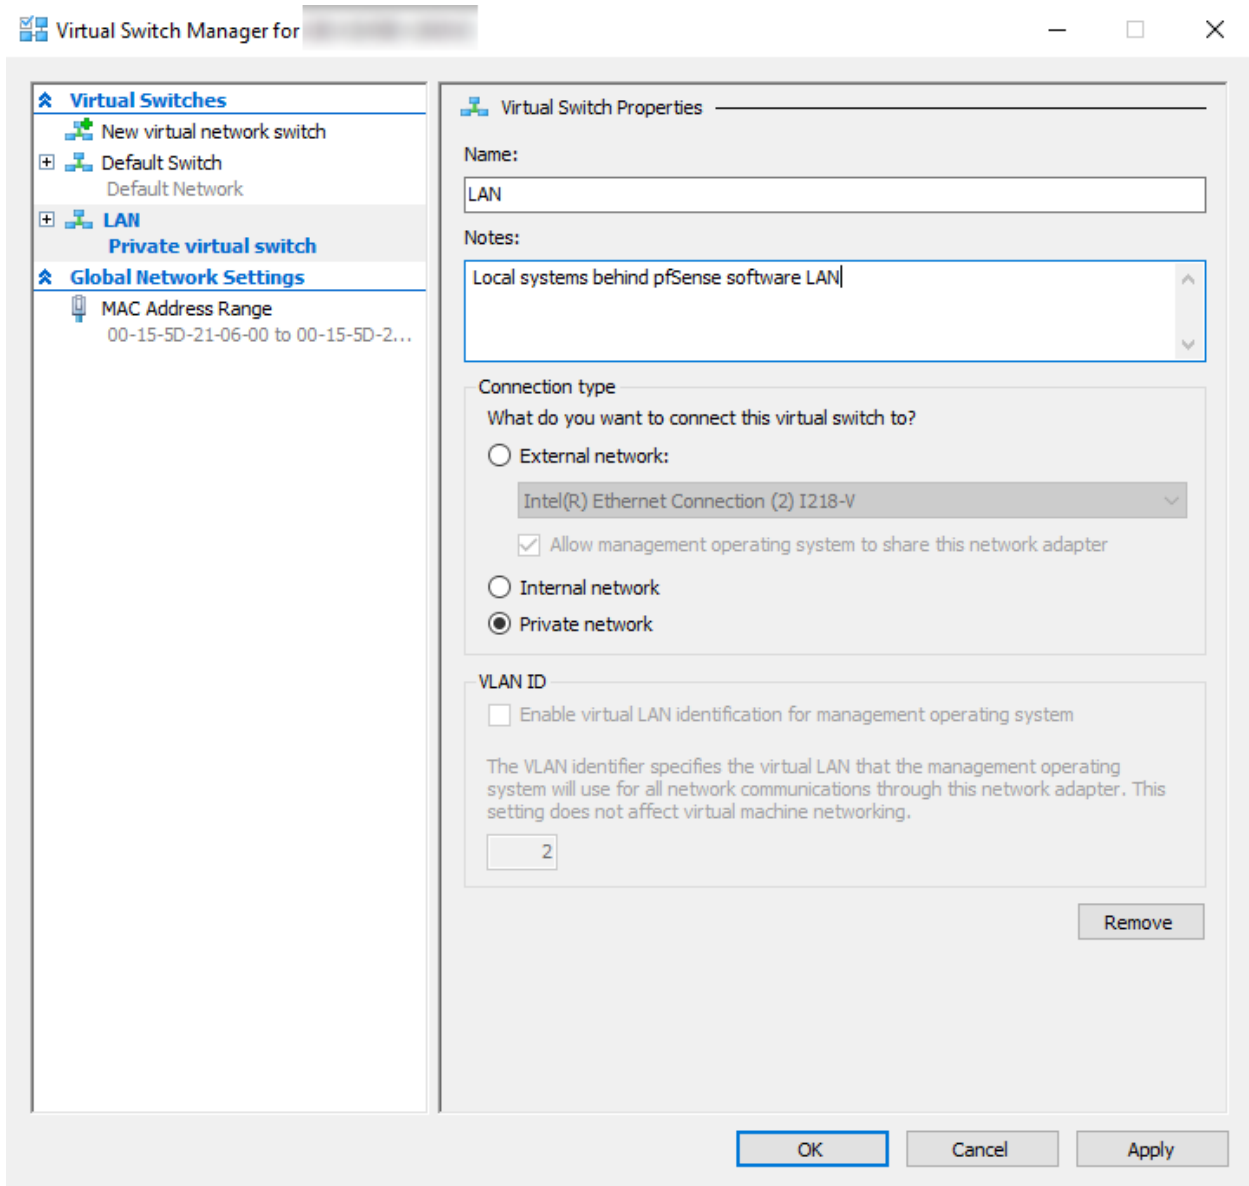 Virtual Switch Manager for
Virtual Switches
New virtual network switch
Default Switch
Default Network
LAN
Private virtual switch
Global Network Settings
MAC Address Range
00-15-5D-21-06-00 to 00-15-5D-2...
Virtual Switch Properties
Name:
LAN
Notes:
Local systems behind pfSense software LAN
Connection type
What do you want to connect this virtual switch to?
External network:
Intel(R) Ethernet Connection (2) I218-V
Allow management operating system to share this network adapter
Internal network
Private network
VLAN ID
Enable virtual LAN identification for management operating system
The VLAN identifier specifies the virtual LAN that the management operating
system will use for all network communications through this network adapter. This
setting does not affect virtual machine networking.
2
Remove
OK
Cancel
Apply